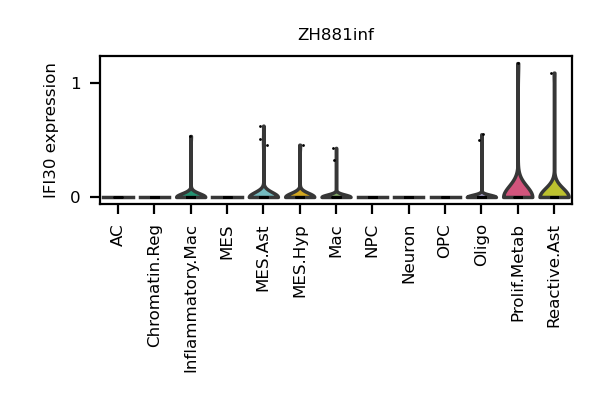 ZH881inf
IFI30 expression
1
0
AC
Chromatin.Reg
Inflammatory.Mac
MES
MES.Ast
MES.Hyp
Mac
NPC
Neuron
OPC
Oligo
Prolif.Metab
Reactive.Ast